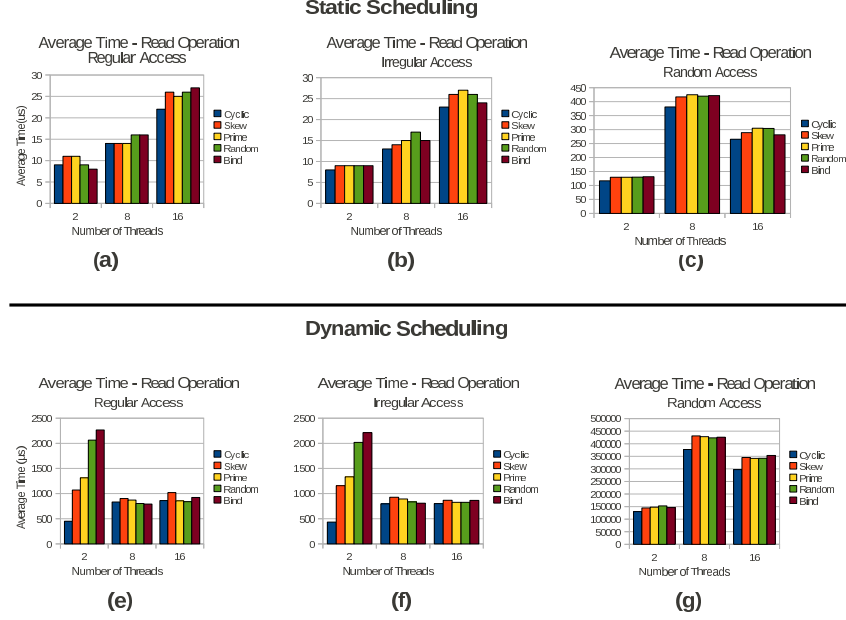 Static Scheduling
Average Time - Read Operation
Regular Access
Average Time(µs)
30
25
20
15
10
5
0
2
8
16
Number of Threads
Cyclic
Skew
Prime
Random
Bind
(a)
Average Time - Read Operation
Irregular Access
30
25
20
15
10
5
0
2
8
16
Number of Threads
Cyclic
Skew
Prime
Random
Bind
(b)
Average Time - Read Operation
Random Access
450
400
350
300
250
200
150
100
50
0
2
8
16
Number of Threads
Cyclic
Skew
Prime
Random
Bind
(c)
Dynamic Scheduling
Average Time - Read Operation
Regular Access
Average Time (µs)
2500
2000
1500
1000
500
0
2
8
16
Number of Threads
Cyclic
Skew
Prime
Random
Bind
(e)
Average Time - Read Operation
Irregular Access
2500
2000
1500
1000
500
0
2
8
16
Number of Threads
Cyclic
Skew
Prime
Random
Bind
(f)
Average Time - Read Operation
Random Access
500000
450000
400000
350000
300000
250000
200000
150000
100000
50000
0
2
8
16
Number of Threads
Cyclic
Skew
Prime
Random
Bind
(g)